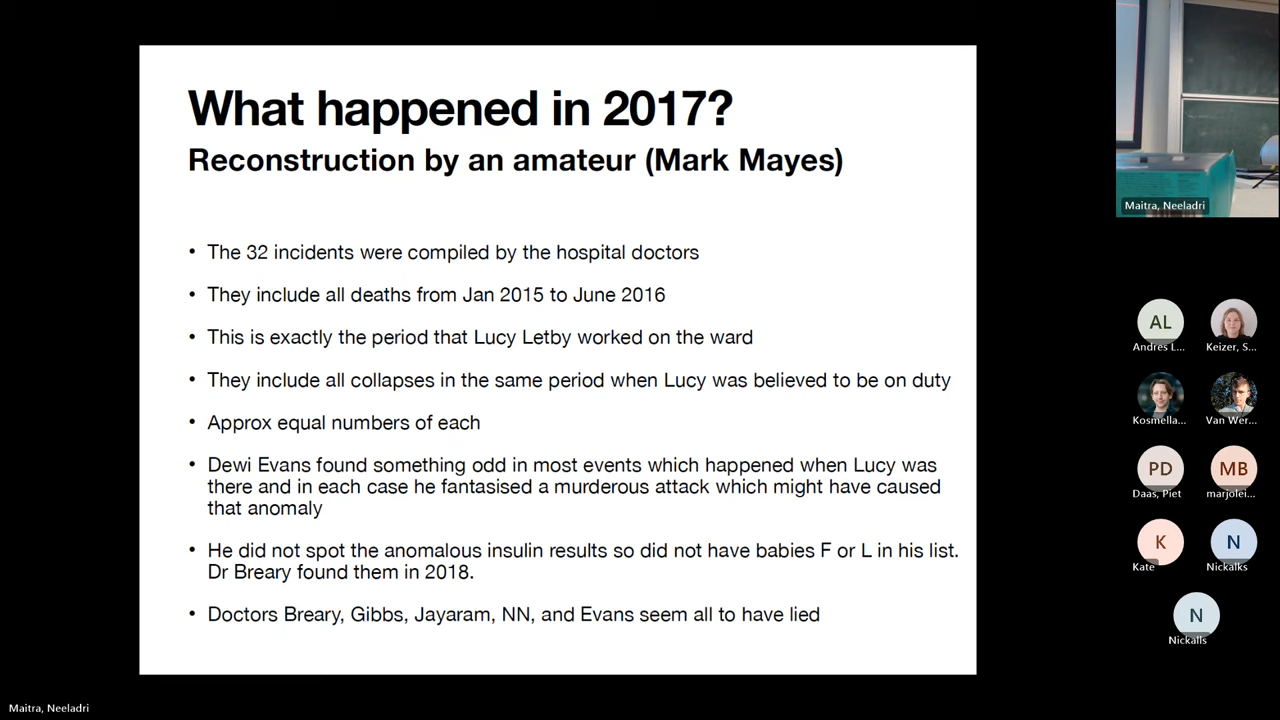 What happened in 2017?
Reconstruction by an amateur (Mark Mayes)
• The 32 incidents were compiled by the hospital doctors
• They include all deaths from Jan 2015 to June 2016
• This is exactly the period that Lucy Letby worked on the ward
• They include all collapses in the same period when Lucy was believed to be on duty
• Approx equal numbers of each
• Dewi Evans found something odd in most events which happened when Lucy was
there and in each case he fantasised a murderous attack which might have caused
that anomaly
• He did not spot the anomalous insulin results so did not have babies F or L in his list.
Dr Breary found them in 2018.
• Doctors Breary, Gibbs, Jayaram, NN, and Evans seem all to have lied
Maitra, Neeladri
AL
Andres L...
Keizer, S...
Kosmella...
Van Wer...
PD
Daas, Piet
MB
marjolei...
K
Kate
N
Nickalks
N
Nickalls
Maitra, Neeladri